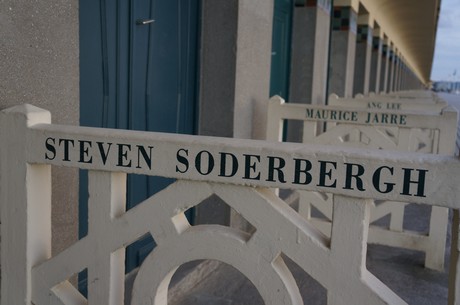 ANG LEE
MAURICE JARRE
STEVEN SODERBERGH